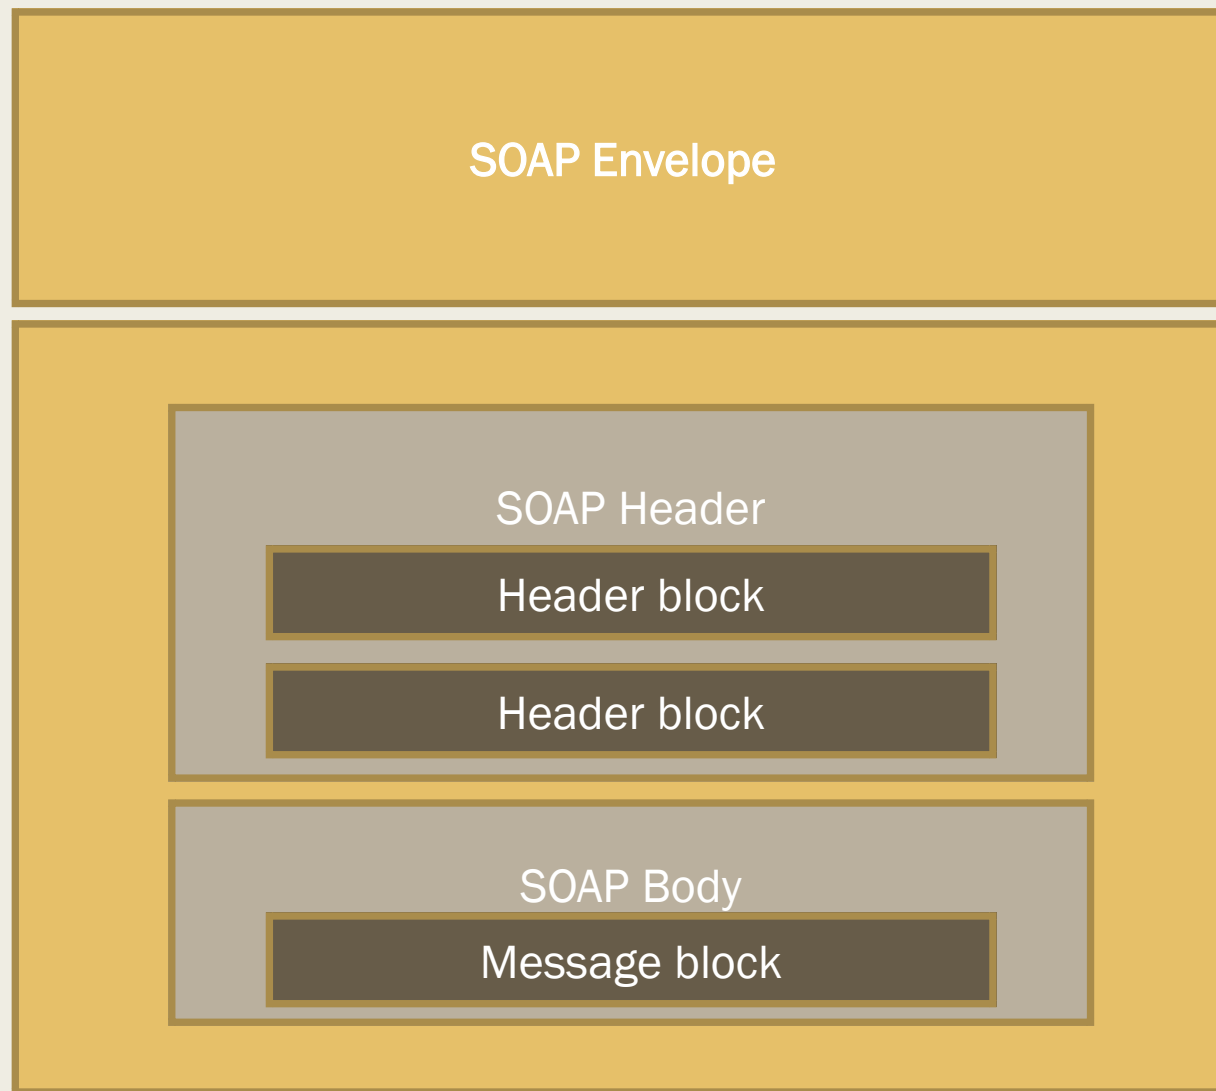 SOAP Envelope
SOAP Header
Header block
Header block
SOAP Body
Message block